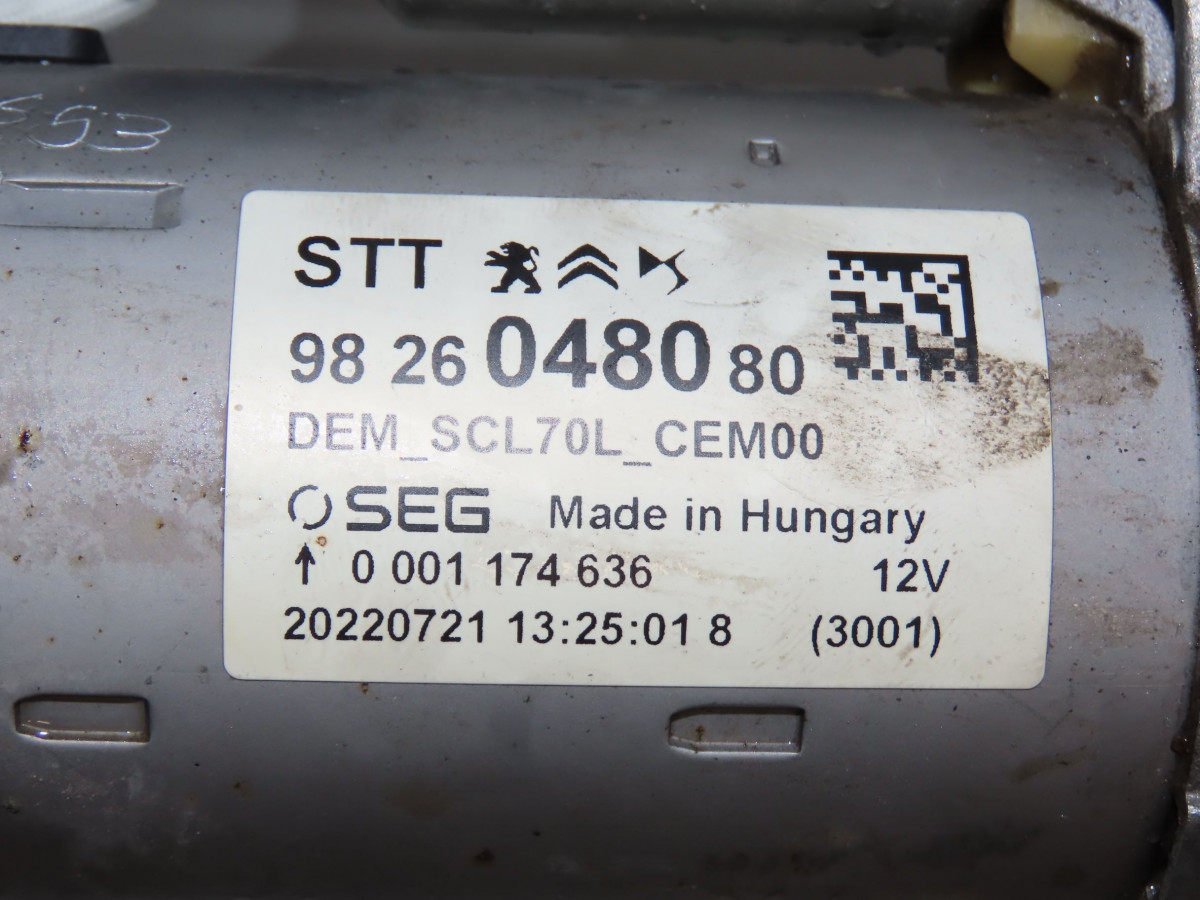 STT
98 26 0480 80
DEM_SCL70L_CEM00
SEG Made in Hungary
↑ 0 001 174 636 12V
20220721 13:25:01 8 (3001)